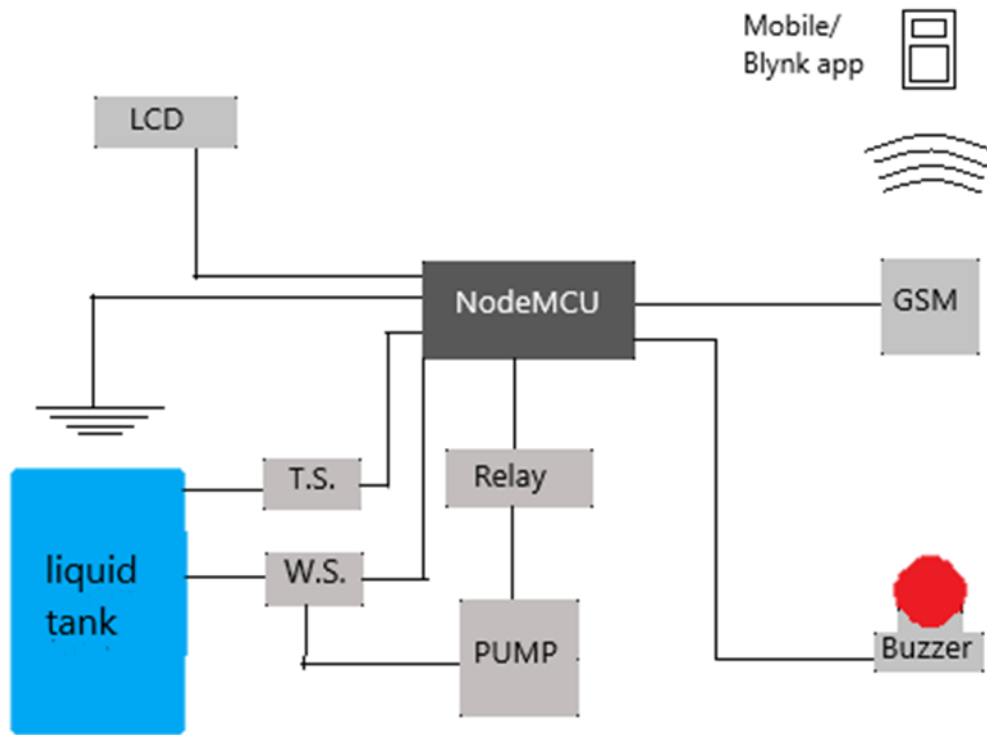 Mobile/
Blynk app
LCD
NodeMCU
GSM
T.S.
Relay
liquid
tank
W.S.
PUMP
Buzzer